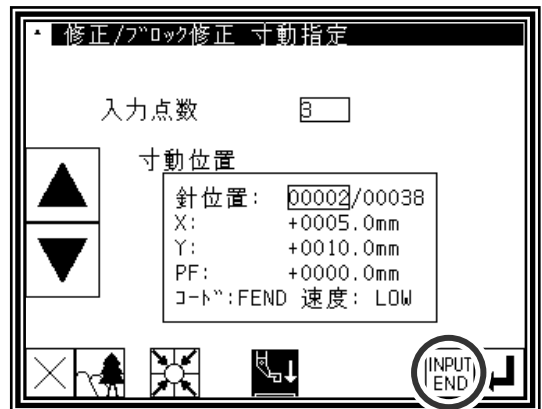 修正/ブロック修正 寸動指定
入力点数 3
寸動位置
針位置: 00002/00038
X: +0005.0mm
Y: +0010.0mm
PF: +0000.0mm
コード:FEND 速度: LOW
INPUT
END